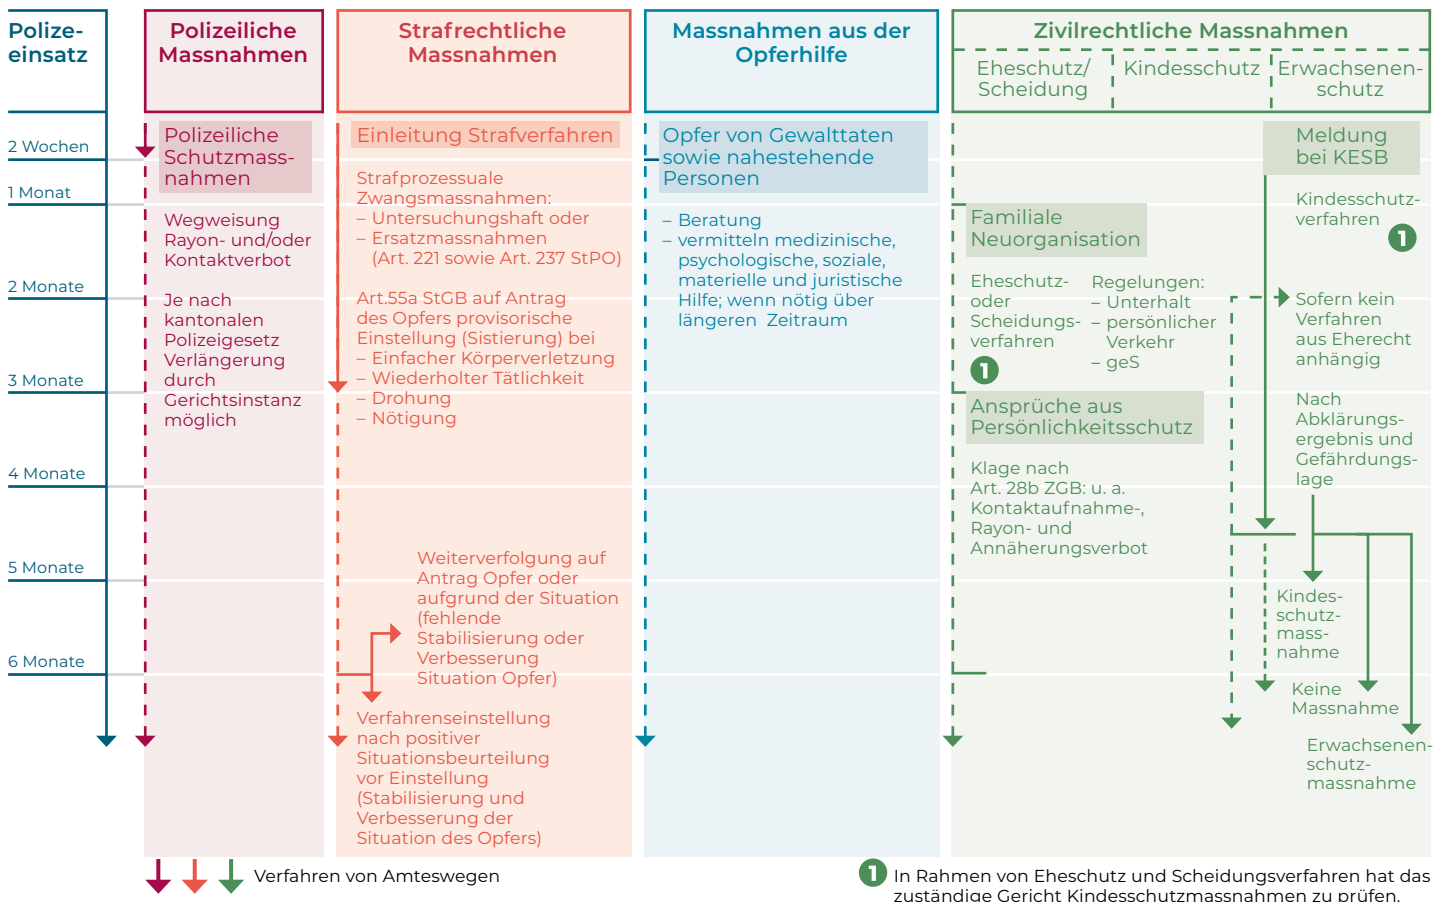 Polize-
einsatz
2 Wochen
1 Monat
2 Monate
3 Monate
4 Monate
5 Monate
6 Monate
Polizeiliche
Massnahmen
Polizeiliche
Schutzmass-
nahmen
Wegweisung
Rayon- und/oder
Kontaktverbot
Je nach
kantonalen
Polizeigesetz
Verlängerung
durch
Gerichtsinstanz
möglich
Strafrechtliche
Massnahmen
Einleitung Strafverfahren
Strafprozessuale
Zwangsmassnahmen:
– Untersuchungshaft oder
– Ersatzmassnahmen
(Art. 221 sowie Art. 237 StPO)
Art.55a StGB auf Antrag
des Opfers provisorische
Einstellung (Sistierung) bei
– Einfacher Körperverletzung
– Wiederholter Tätlichkeit
– Drohung
– Nötigung
Weiterverfolgung auf
Antrag Opfer oder
aufgrund der Situation
(fehlende
Stabilisierung oder
Verbesserung
Situation Opfer)
Verfahrenseinstellung
nach positiver
Situationsbeurteilung
vor Einstellung
(Stabilisierung und
Verbesserung der
Situation des Opfers)
Massnahmen aus der
Opferhilfe
Opfer von Gewalttaten
sowie nahestehende
Personen
– Beratung
– vermitteln medizinische,
psychologische, soziale,
materielle und juristische
Hilfe; wenn nötig über
längeren Zeitraum
Zivilrechtliche Massnahmen
Eheschutz/
Scheidung
Kindesschutz
Erwachsenen-
schutz
Familiale
Neuorganisation
Eheschutz-
oder
Scheidungs-
verfahren
1
Regelungen:
– Unterhalt
– persönlicher
Verkehr
– geS
Ansprüche aus
Persönlichkeitsschutz
Klage nach
Art. 28b ZGB: u. a.
Kontaktaufnahme-,
Rayon- und
Annäherungsverbot
Meldung
bei KESB
Kindesschutz-
verfahren
1
Sofern kein
Verfahren
aus Eherecht
anhängig
Nach
Abklärungs-
ergebnis und
Gefährdungs-
lage
Kindes-
schutz-
mass-
nahme
Keine
Massnahme
Erwachsenen-
schutz-
massnahme
Verfahren von Amteswegen
1 In Rahmen von Eheschutz und Scheidungsverfahren hat das
zuständige Gericht Kindesschutzmassnahmen zu prüfen.